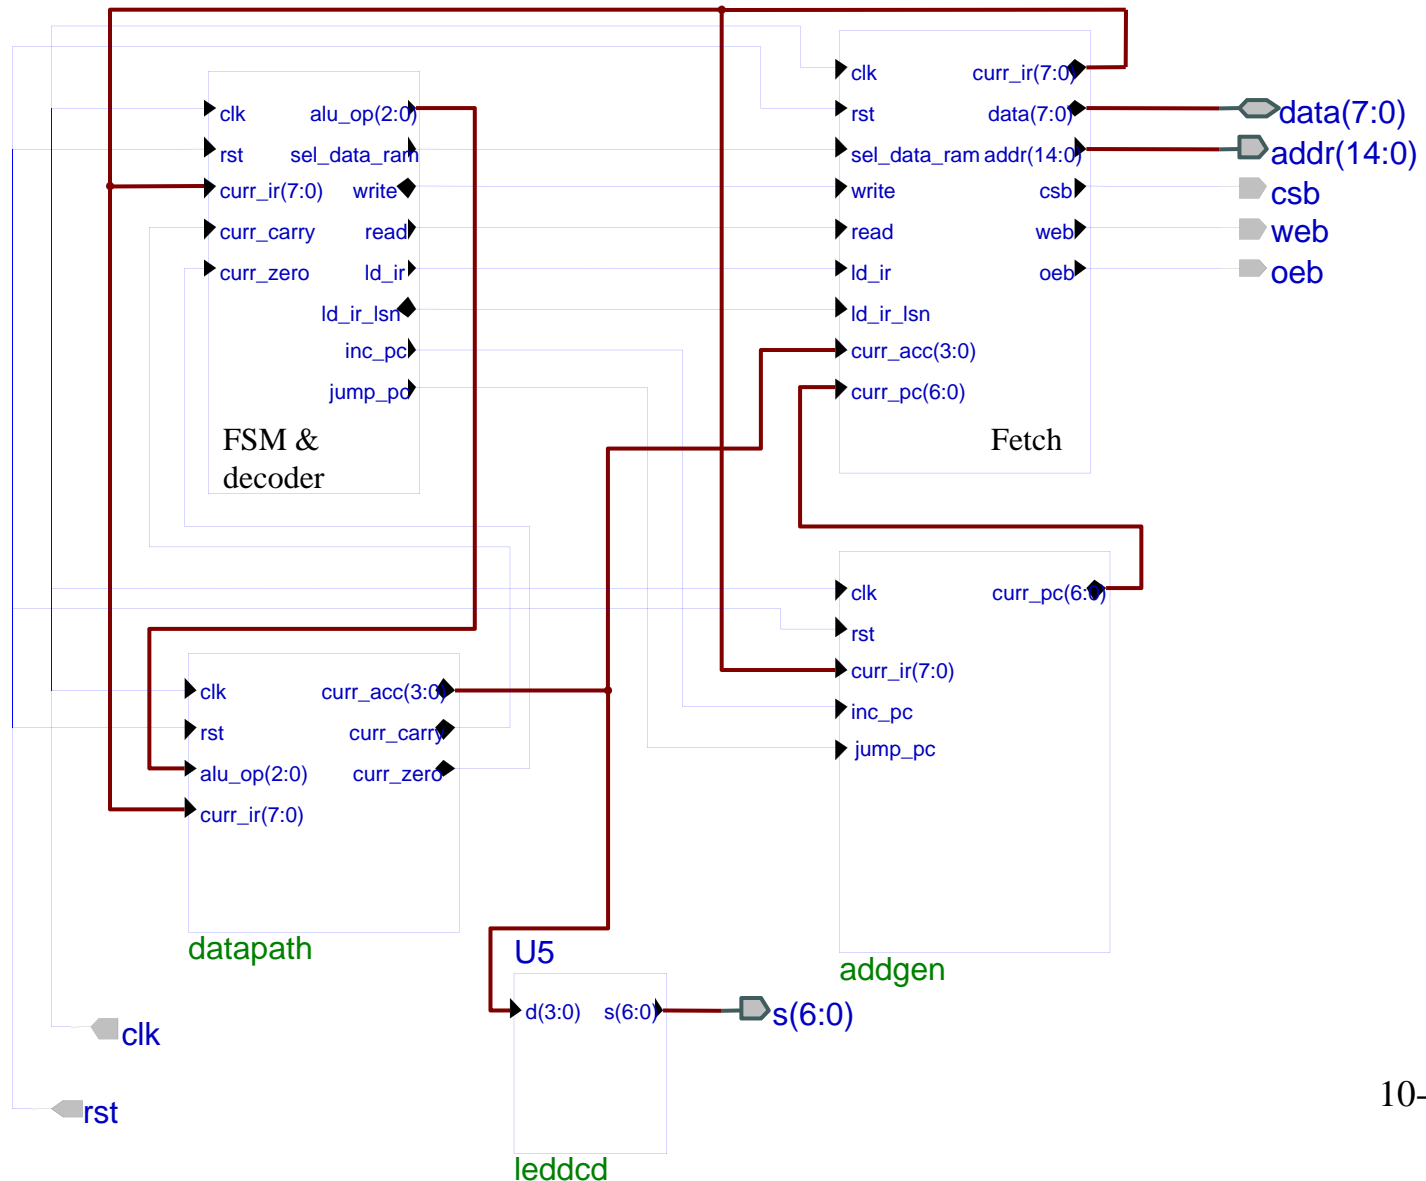 clk
rst
sel_data_ram
write
read
ld_ir
ld_ir_lsn
curr_acc(3:0)
curr_pc(6:0)
curr_ir(7:0)
data(7:0)
addr(14:0)
csb
web
oeb
Fetch
data(7:0)
addr(14:0)
csb
web
oeb
clk
rst
curr_ir(7:0)
curr_carry
curr_zero
alu_op(2:0)
sel_data_ram
write
read
ld_ir
ld_ir_lsn
inc_pc
jump_pc
FSM &
decoder
clk
rst
curr_ir(7:0)
inc_pc
jump_pc
curr_pc(6:0)
addgen
clk
rst
alu_op(2:0)
curr_ir(7:0)
curr_acc(3:0)
curr_carry
curr_zero
datapath
U5
d(3:0)
s(6:0)
leddcd
s(6:0)
clk
rst
10-